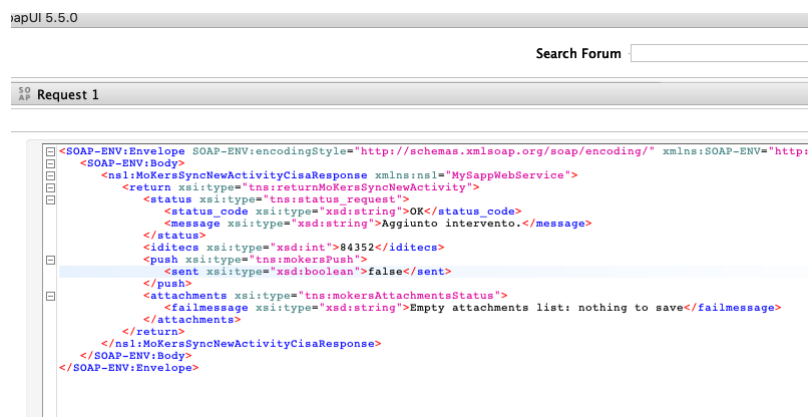 oapUI 5.5.0
Search Forum
SOAP Request 1
<SOAP-ENV:Envelope SOAP-ENV:encodingStyle="http://schemas.xmlsoap.org/soap/encoding/" xmlns:SOAP-ENV="http:
<SOAP-ENV:Body>
<ns1:MoKersSyncNewActivityCisaResponse xmlns:ns1="MySappWebService">
<return xsi:type="tns:returnMoKersSyncNewActivity">
<status xsi:type="tns:status_request">
<status_code xsi:type="xsd:string">OK</status_code>
<message xsi:type="xsd:string">Aggiunto intervento.</message>
</status>
<iditecs xsi:type="xsd:int">84352</iditecs>
<push xsi:type="tns:mokersPush">
<sent xsi:type="xsd:boolean">false</sent>
</push>
<attachments xsi:type="tns:mokersAttachmentsStatus">
<failmessage xsi:type="xsd:string">Empty attachments list: nothing to save</failmessage>
</attachments>
</return>
</ns1:MoKersSyncNewActivityCisaResponse>
</SOAP-ENV:Body>
</SOAP-ENV:Envelope>